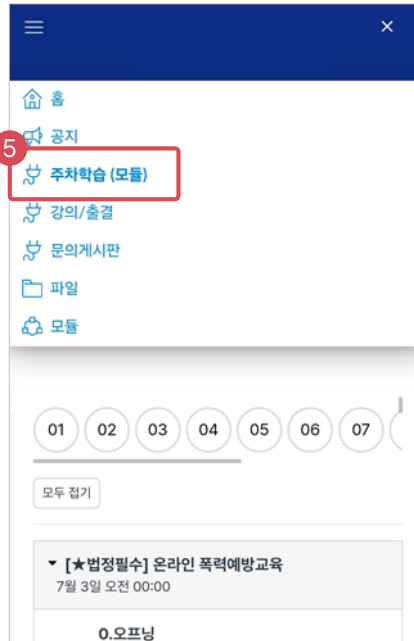 홈
5
공지
주차학습 (모듈)
강의/출결
문의게시판
파일
모듈
01 02 03 04 05 06 07
모두 접기
[★법정필수] 온라인 폭력예방교육
7월 3일 오전 00:00
0.오프닝